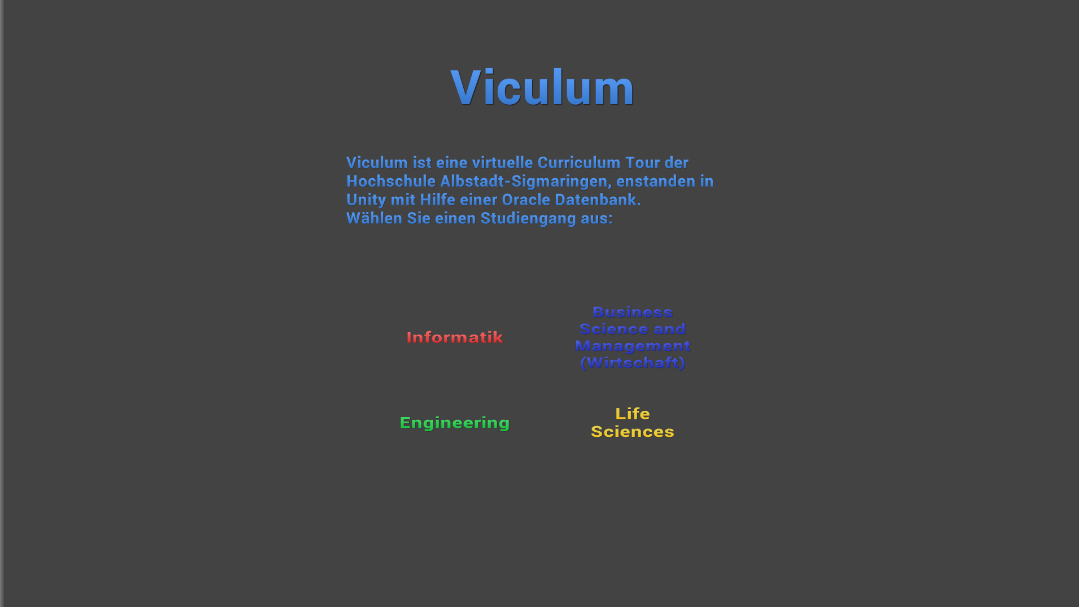 Viculum
Viculum ist eine virtuelle Curriculum Tour der
Hochschule Albstadt-Sigmaringen, enstanden in
Unity mit Hilfe einer Oracle Datenbank.
Wählen Sie einen Studiengang aus:
Informatik
Business
Science and
Management
(Wirtschaft)
Engineering
Life
Sciences